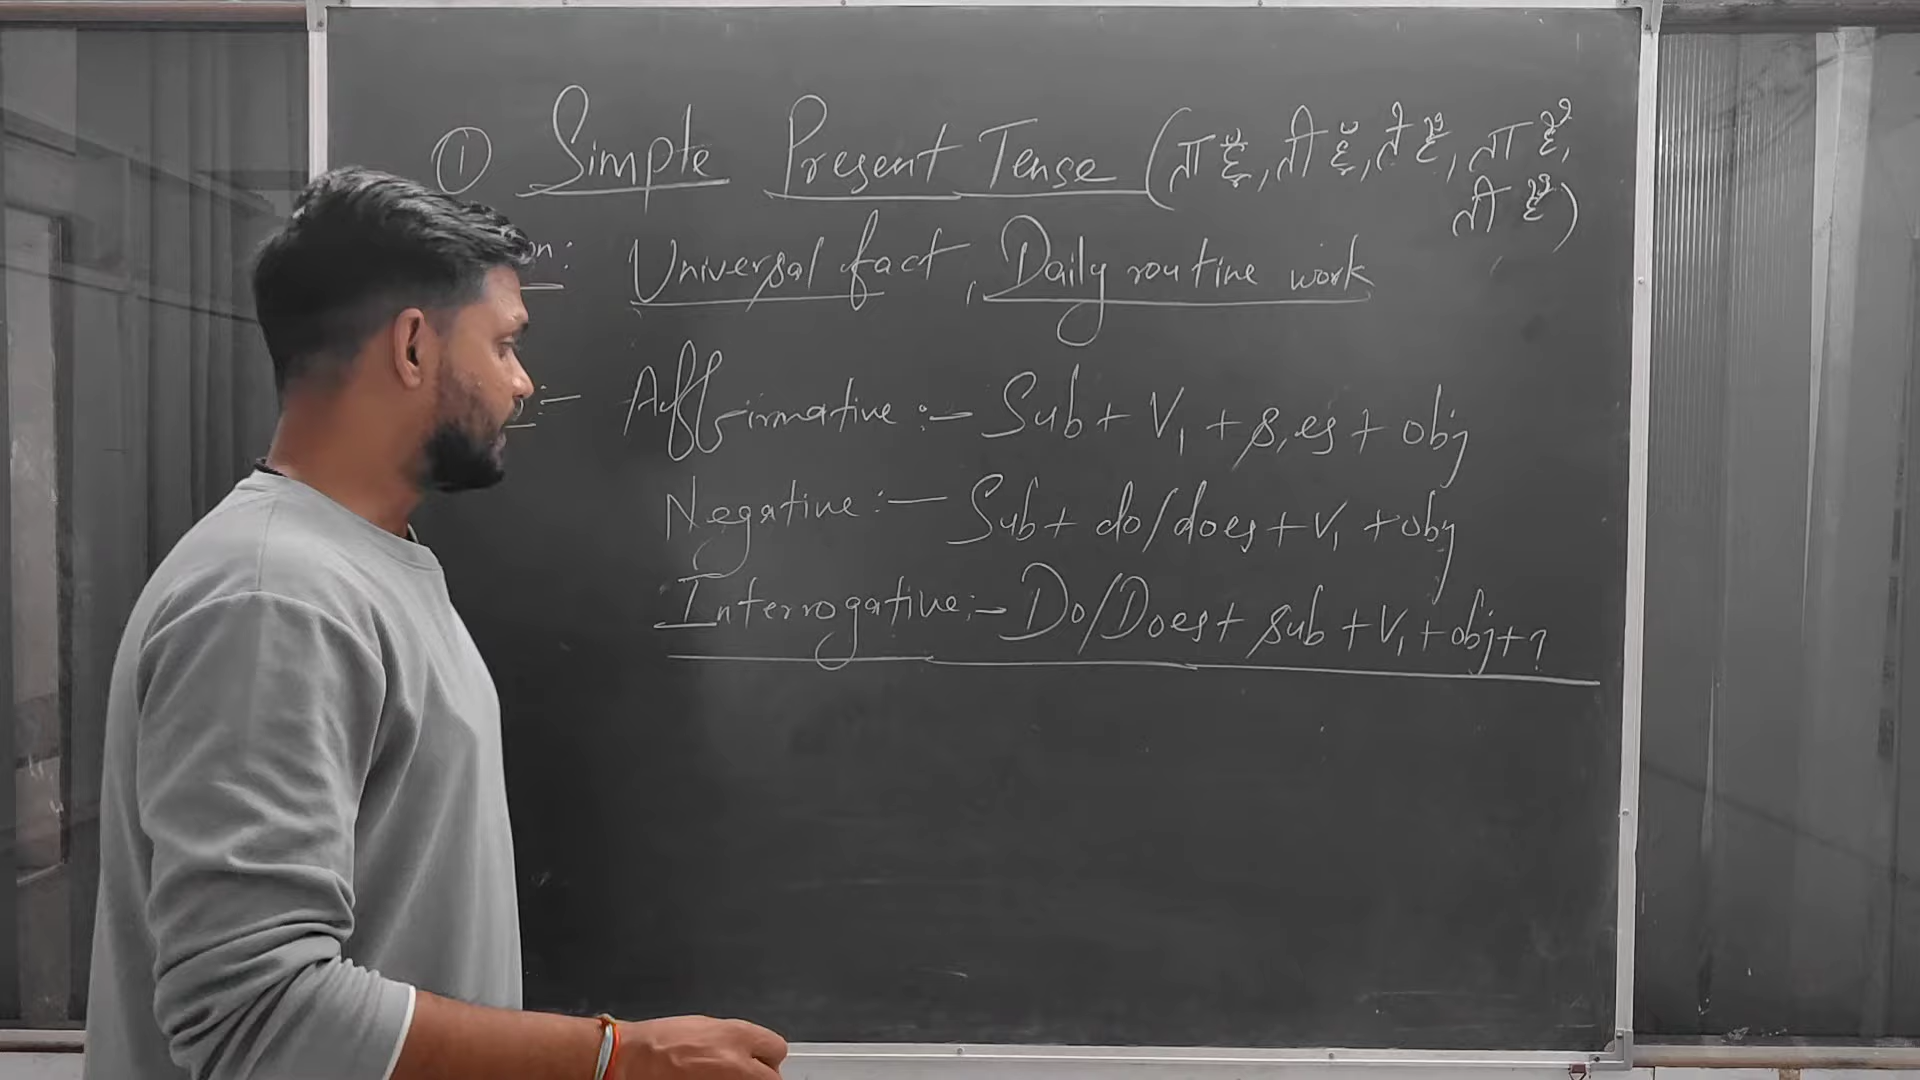 ① Simple Present Tense (ता हूँ, ती हूँ, ते हैं, ता है,
ती है)
on: Universal fact, Daily routine work
:- Affirmative :- Sub + V₁ + s, es + obj
Negative :- Sub + do/does + V₁ + obj
Interrogative :- Do/Does + sub + V₁ + obj + ?